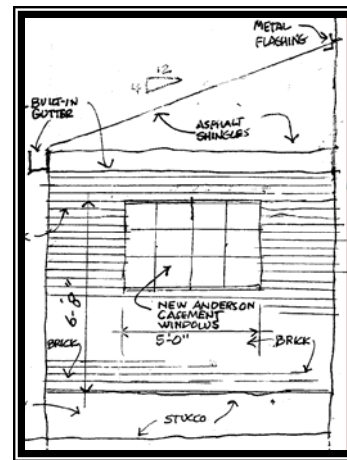 METAL
FLASHING
12
4
BUILT-IN
GUTTER
ASPHALT
SHINGLES
6'-8"
NEW ANDERSON
CASEMENT
WINDOWS
5'-0"
BRICK
BRICK
STUCCO